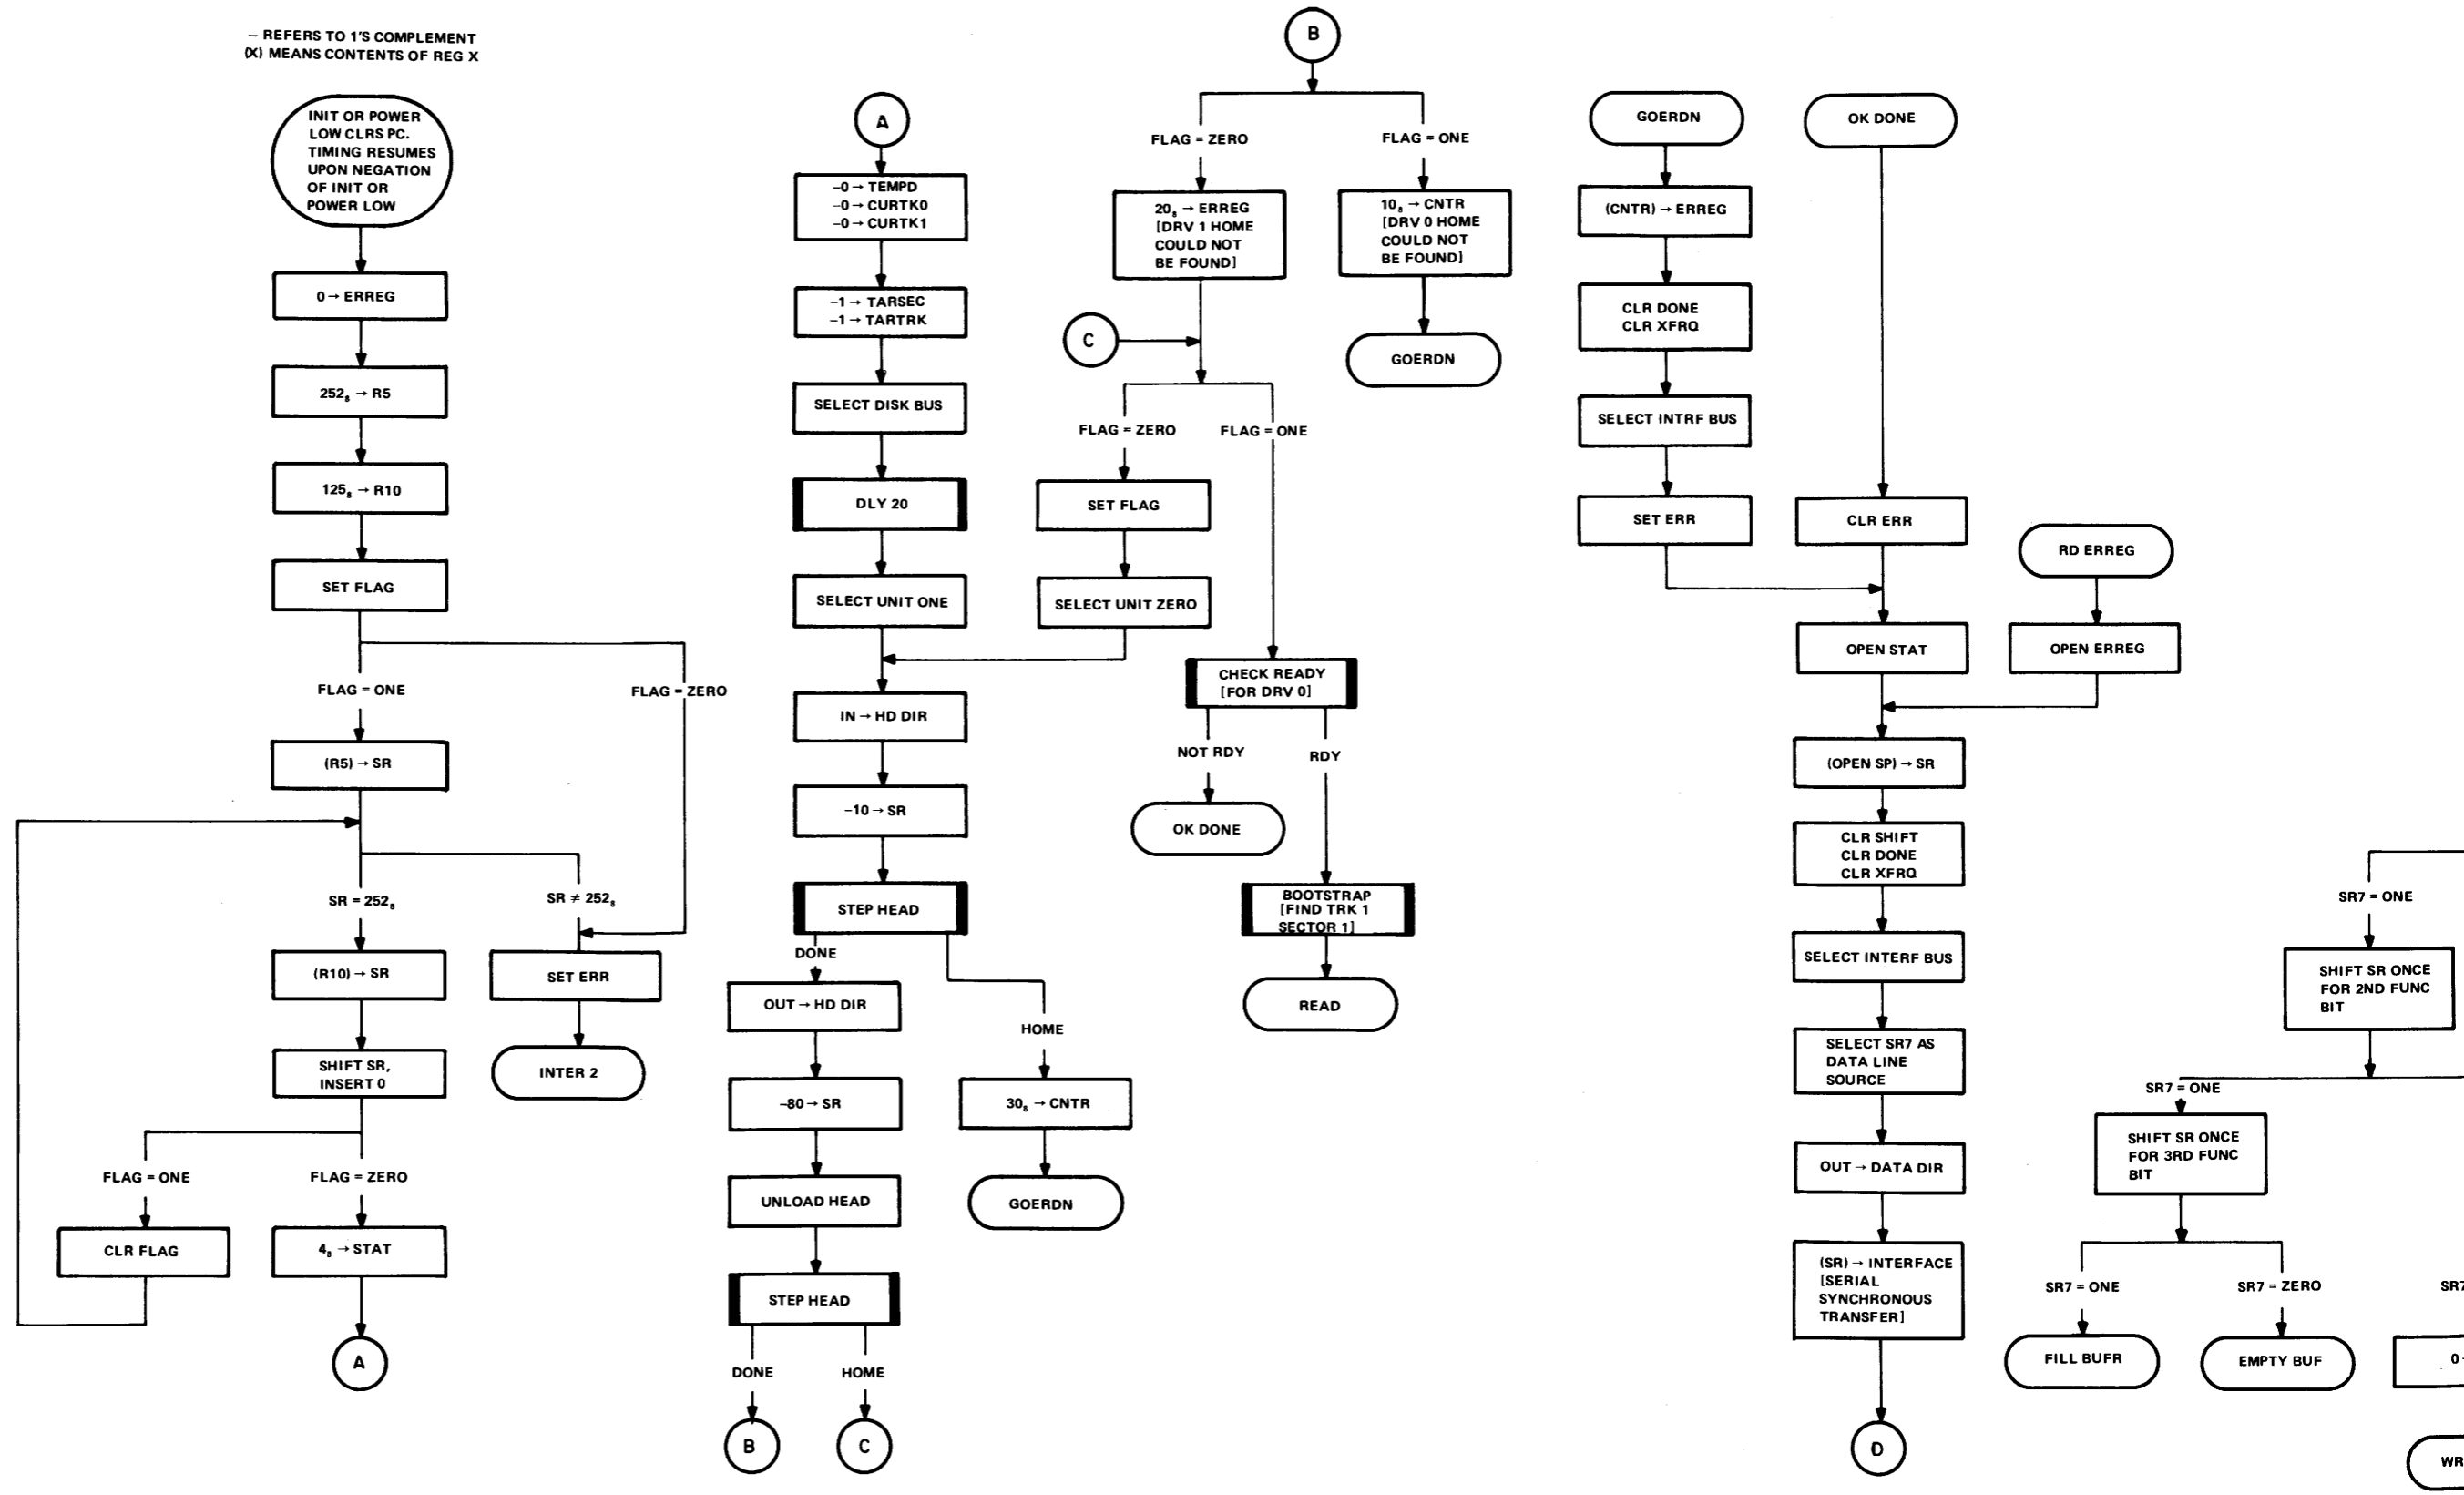 — REFERS TO 1'S COMPLEMENT
(X) MEANS CONTENTS OF REG X
INIT OR POWER
LOW CLRS PC.
TIMING RESUMES
UPON NEGATION
OF INIT OR
POWER LOW
0 → ERREG
252₈ → R5
125₈ → R10
SET FLAG
FLAG = ONE
FLAG = ZERO
(R5) → SR
SR = 252₈
SR ≠ 252₈
(R10) → SR
SET ERR
SHIFT SR,
INSERT 0
INTER 2
FLAG = ONE
FLAG = ZERO
CLR FLAG
4₈ → STAT
A
A
–0 → TEMPD
–0 → CURTK0
–0 → CURTK1
–1 → TARSEC
–1 → TARTRK
SELECT DISK BUS
DLY 20
SELECT UNIT ONE
IN → HD DIR
–10 → SR
STEP HEAD
DONE
OUT → HD DIR
HOME
–80 → SR
30₈ → CNTR
UNLOAD HEAD
GOERDN
STEP HEAD
DONE
HOME
B
C
B
FLAG = ZERO
FLAG = ONE
20₈ → ERREG
[DRV 1 HOME
COULD NOT
BE FOUND]
10₈ → CNTR
[DRV 0 HOME
COULD NOT
BE FOUND]
C
GOERDN
FLAG = ZERO
FLAG = ONE
SET FLAG
SELECT UNIT ZERO
CHECK READY
[FOR DRV 0]
NOT RDY
RDY
OK DONE
BOOTSTRAP
[FIND TRK 1
SECTOR 1]
READ
GOERDN
OK DONE
(CNTR) → ERREG
CLR DONE
CLR XFRQ
SELECT INTRF BUS
SET ERR
CLR ERR
RD ERREG
OPEN STAT
OPEN ERREG
(OPEN SP) → SR
CLR SHIFT
CLR DONE
CLR XFRQ
SELECT INTERF BUS
SELECT SR7 AS
DATA LINE
SOURCE
OUT → DATA DIR
(SR) → INTERFACE
[SERIAL
SYNCHRONOUS
TRANSFER]
D
SR7 = ONE
SHIFT SR ONCE
FOR 2ND FUNC
BIT
SR7 = ONE
SHIFT SR ONCE
FOR 3RD FUNC
BIT
SR7 = ONE
SR7 = ZERO
SR7
FILL BUFR
EMPTY BUF
0
WR